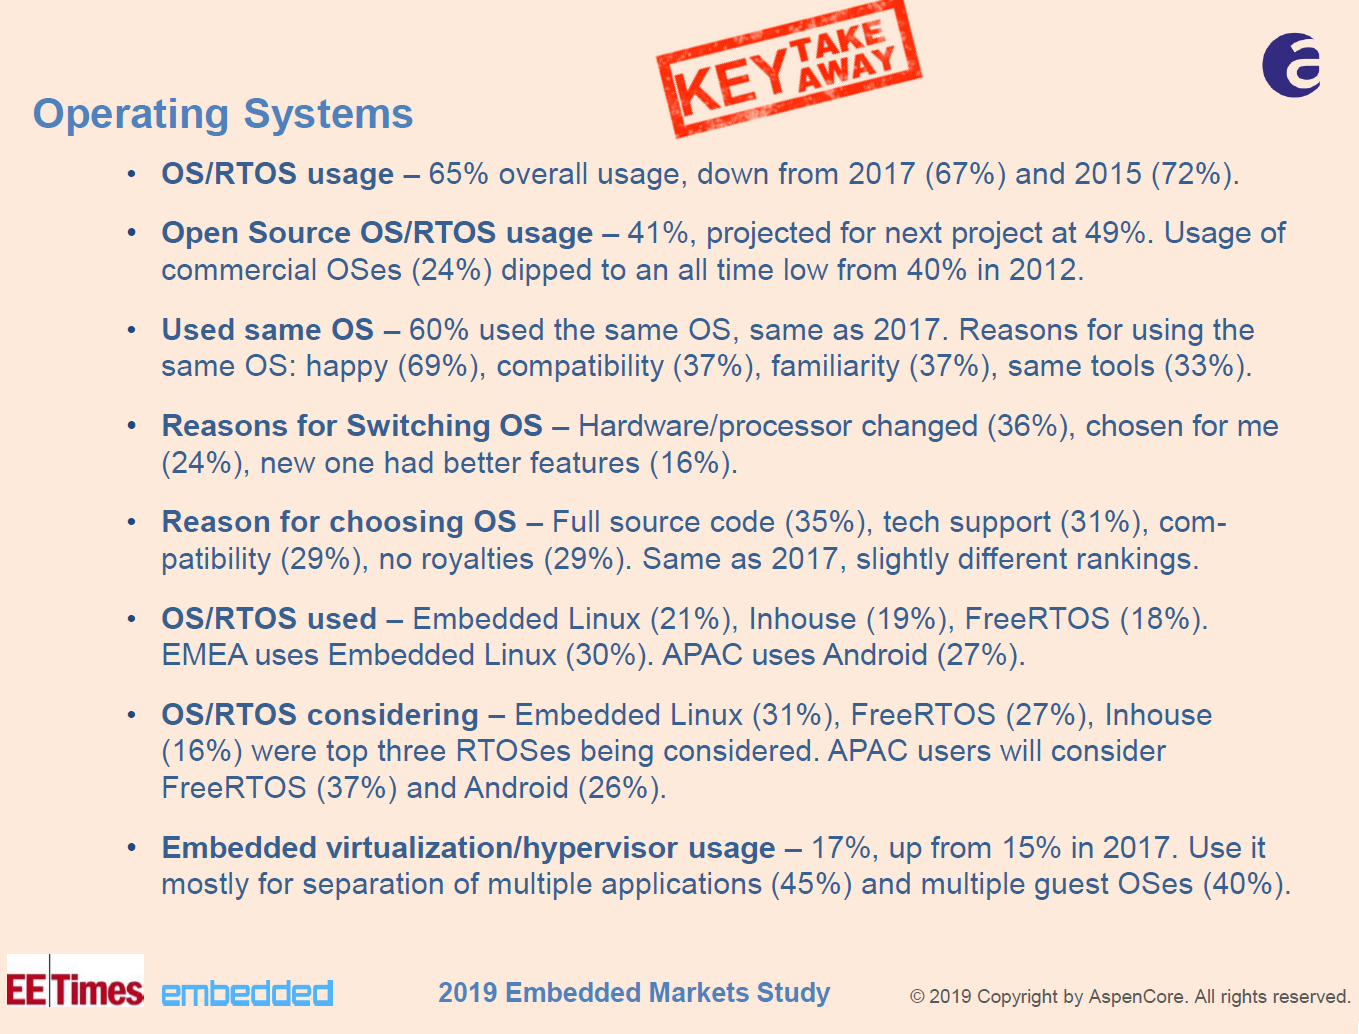 KEY TAKE AWAY
a
Operating Systems
• OS/RTOS usage – 65% overall usage, down from 2017 (67%) and 2015 (72%).
• Open Source OS/RTOS usage – 41%, projected for next project at 49%. Usage of
commercial OSes (24%) dipped to an all time low from 40% in 2012.
• Used same OS – 60% used the same OS, same as 2017. Reasons for using the
same OS: happy (69%), compatibility (37%), familiarity (37%), same tools (33%).
• Reasons for Switching OS – Hardware/processor changed (36%), chosen for me
(24%), new one had better features (16%).
• Reason for choosing OS – Full source code (35%), tech support (31%), com-
patibility (29%), no royalties (29%). Same as 2017, slightly different rankings.
• OS/RTOS used – Embedded Linux (21%), Inhouse (19%), FreeRTOS (18%).
EMEA uses Embedded Linux (30%). APAC uses Android (27%).
• OS/RTOS considering – Embedded Linux (31%), FreeRTOS (27%), Inhouse
(16%) were top three RTOSes being considered. APAC users will consider
FreeRTOS (37%) and Android (26%).
• Embedded virtualization/hypervisor usage – 17%, up from 15% in 2017. Use it
mostly for separation of multiple applications (45%) and multiple guest OSes (40%).
EE Times
embedded
2019 Embedded Markets Study
© 2019 Copyright by AspenCore. All rights reserved.